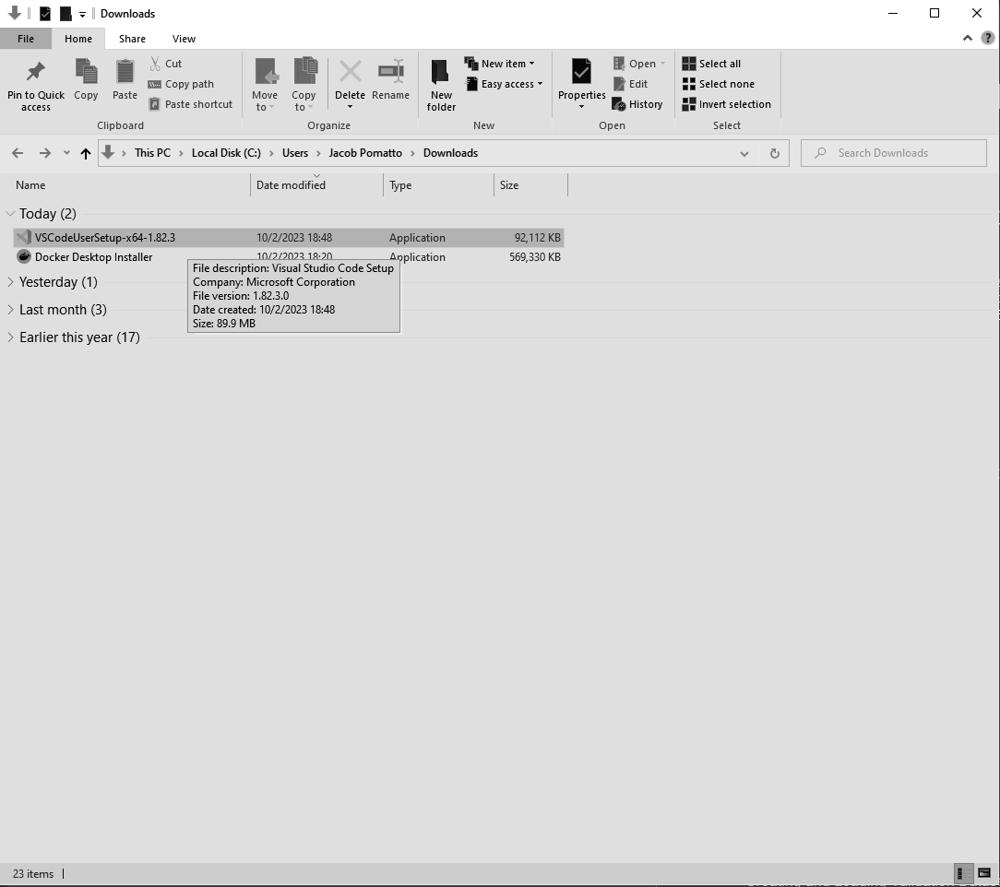 Downloads
File Home Share View
Pin to Quick access
Copy
Paste
Cut
Copy path
Paste shortcut
Clipboard
Move to
Copy to
Delete
Rename
Organize
New folder
New item
Easy access
New
Properties
Open
Edit
History
Open
Select all
Select none
Invert selection
Select
This PC > Local Disk (C:) > Users > Jacob Pomatto > Downloads
Search Downloads
Name Date modified Type Size
Today (2)
VSCodeUserSetup-x64-1.82.3 10/2/2023 18:48 Application 92,112 KB
Docker Desktop Installer 10/2/2023 18:20 Application 569,330 KB
File description: Visual Studio Code Setup
Company: Microsoft Corporation
File version: 1.82.3.0
Date created: 10/2/2023 18:48
Size: 89.9 MB
Yesterday (1)
Last month (3)
Earlier this year (17)
23 items